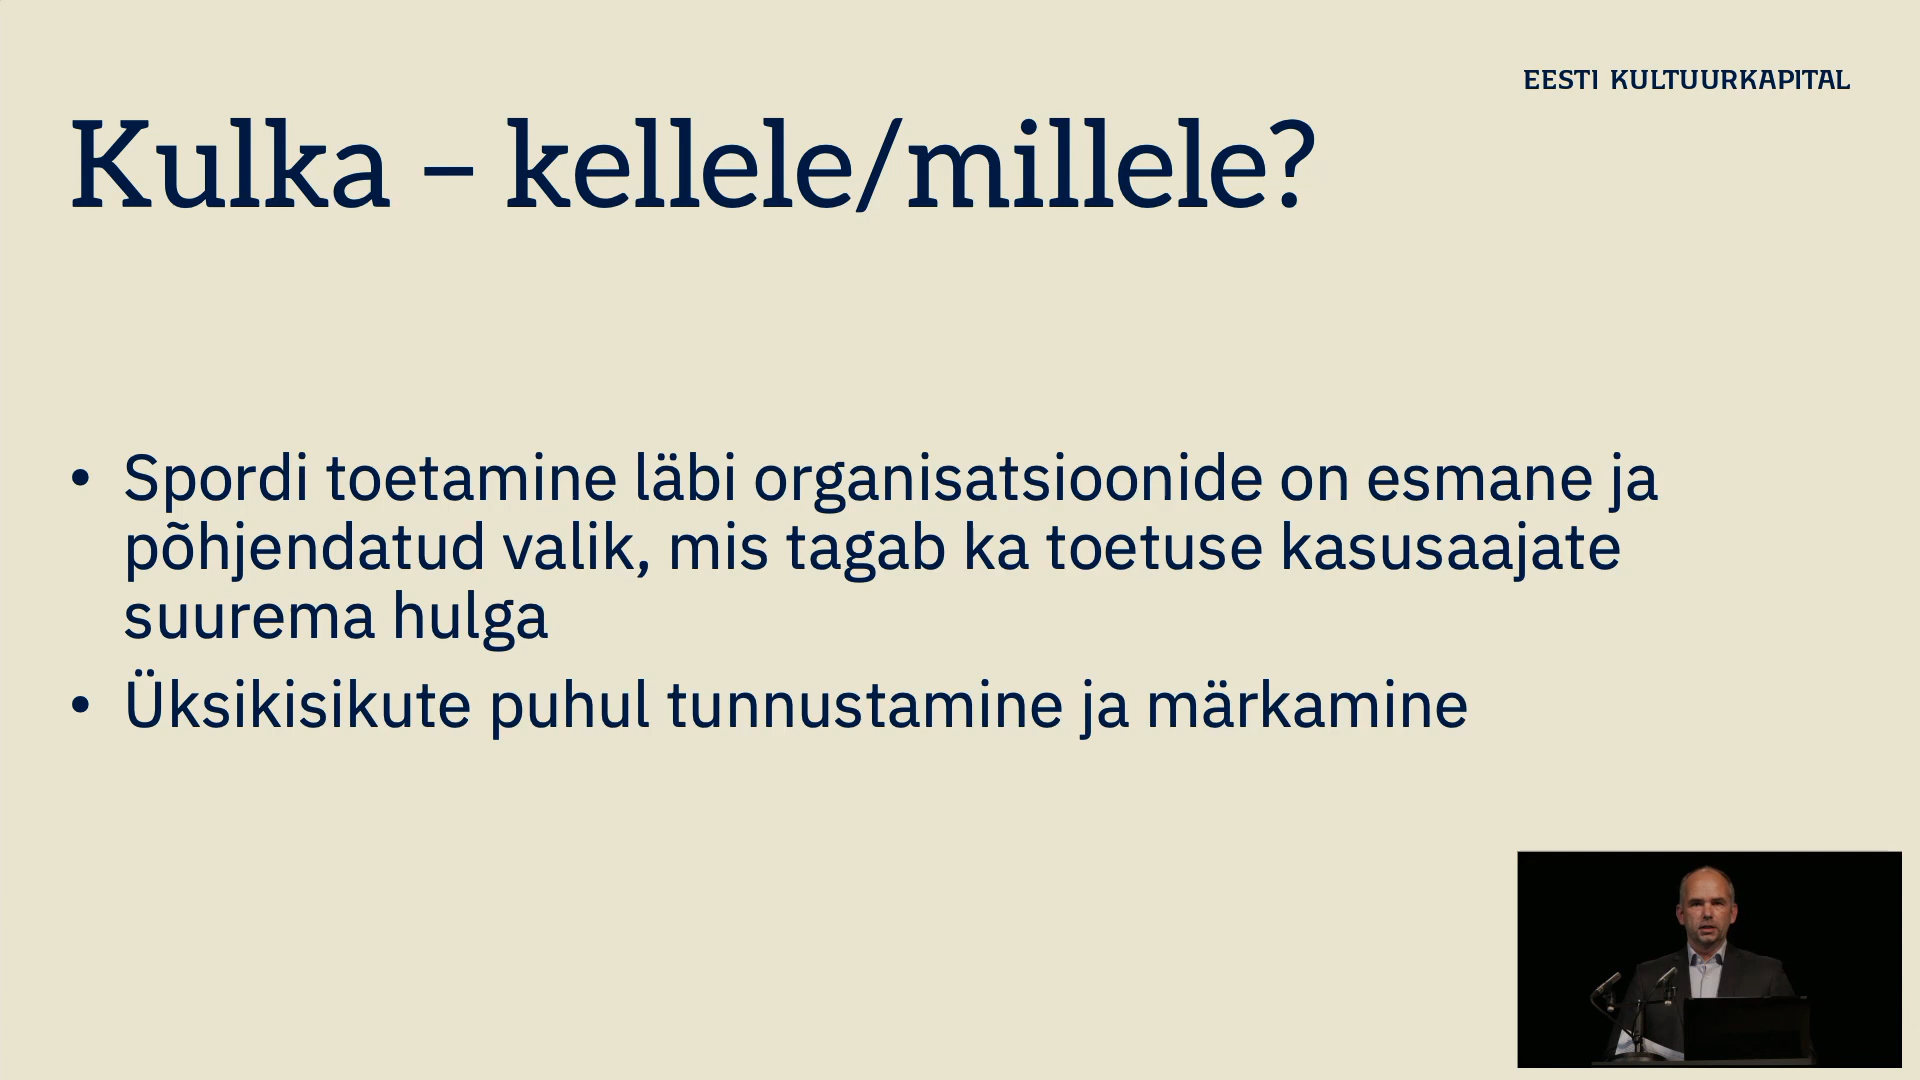 EESTI KULTUURKAPITAL
Kulka – kellele/millele?
• Spordi toetamine läbi organisatsioonide on esmane ja
põhjendatud valik, mis tagab ka toetuse kasusaajate
suurema hulga
• Üksikisikute puhul tunnustamine ja märkamine